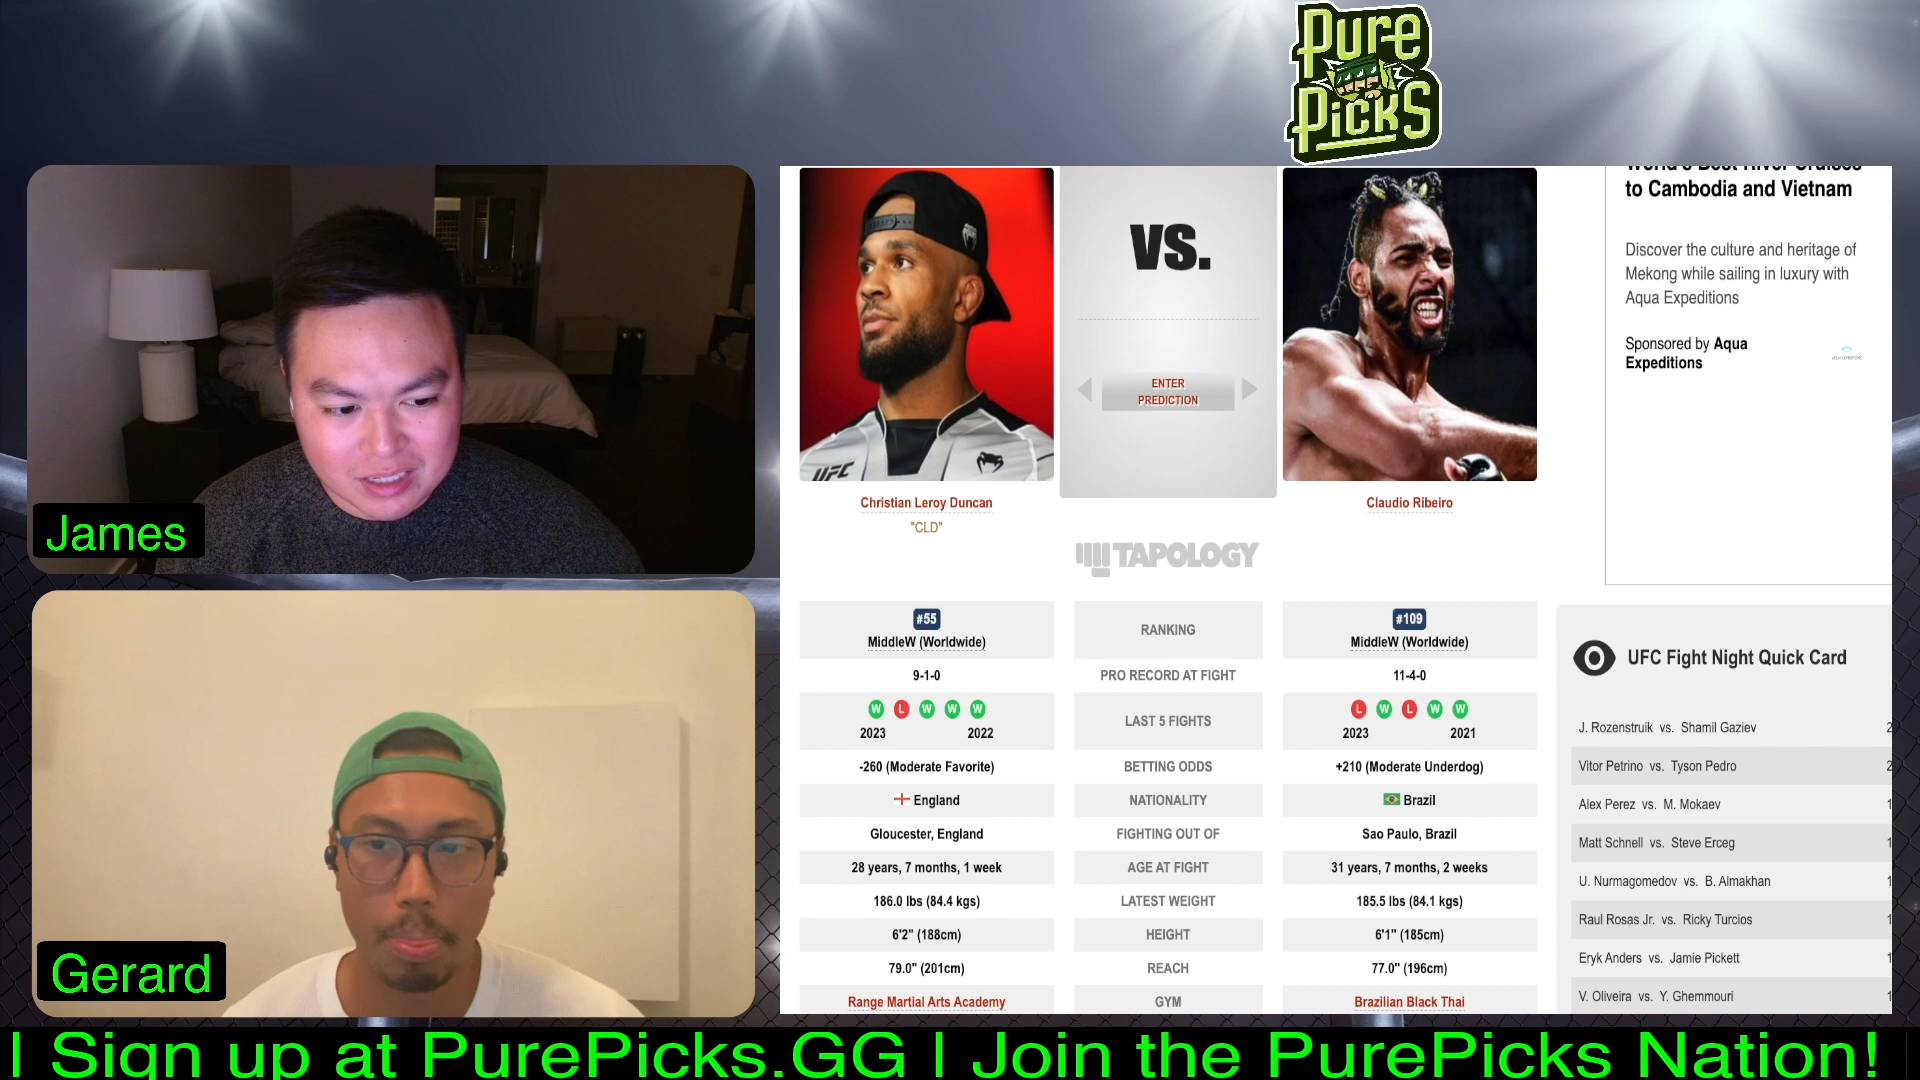 Pure
Picks
James
Gerard
to Cambodia and Vietnam
Discover the culture and heritage of
Mekong while sailing in luxury with
Aqua Expeditions
Sponsored by Aqua
Expeditions
VS.
ENTER
PREDICTION
UFC
Christian Leroy Duncan
"CLD"
Claudio Ribeiro
TAPOLOGY
#55
MiddleW (Worldwide)
RANKING
#109
MiddleW (Worldwide)
9-1-0
PRO RECORD AT FIGHT
11-4-0
W L W W W
2023 2022
LAST 5 FIGHTS
L W L W W
2023 2021
-260 (Moderate Favorite)
BETTING ODDS
+210 (Moderate Underdog)
England
NATIONALITY
Brazil
Gloucester, England
FIGHTING OUT OF
Sao Paulo, Brazil
28 years, 7 months, 1 week
AGE AT FIGHT
31 years, 7 months, 2 weeks
186.0 lbs (84.4 kgs)
LATEST WEIGHT
185.5 lbs (84.1 kgs)
6'2" (188cm)
HEIGHT
6'1" (185cm)
79.0" (201cm)
REACH
77.0" (196cm)
Range Martial Arts Academy
GYM
Brazilian Black Thai
UFC Fight Night Quick Card
J. Rozenstruik vs. Shamil Gaziev
Vitor Petrino vs. Tyson Pedro
Alex Perez vs. M. Mokaev
Matt Schnell vs. Steve Erceg
U. Nurmagomedov vs. B. Almakhan
Raul Rosas Jr. vs. Ricky Turcios
Eryk Anders vs. Jamie Pickett
V. Oliveira vs. Y. Ghemmouri
| Sign up at PurePicks.GG | Join the PurePicks Nation!